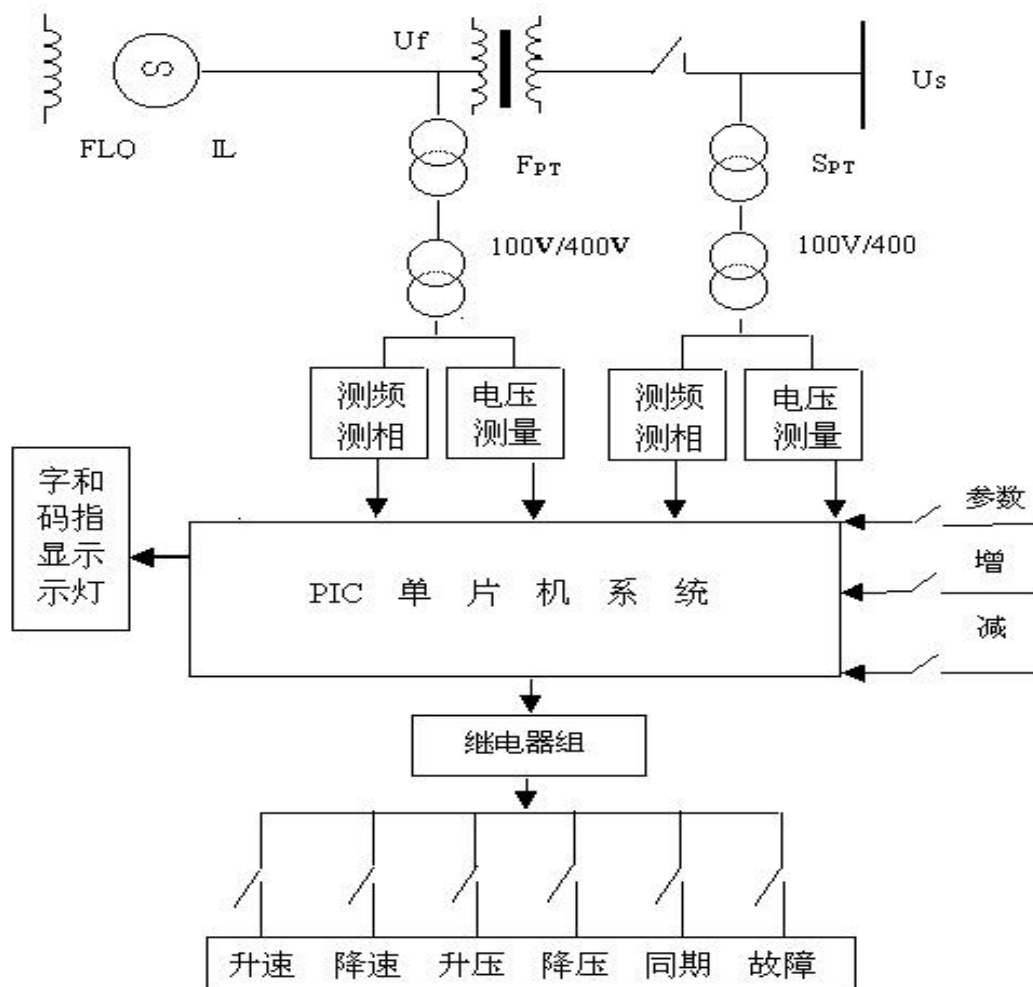 Uf
Us
FLQ
IL
FPT
SPT
100V/400V
100V/400
测频
测相
电压
测量
测频
测相
电压
测量
字和
码指
显示
示灯
参数
增
减
PIC 单 片 机 系 统
继电器组
升速 降速 升压 降压 同期 故障